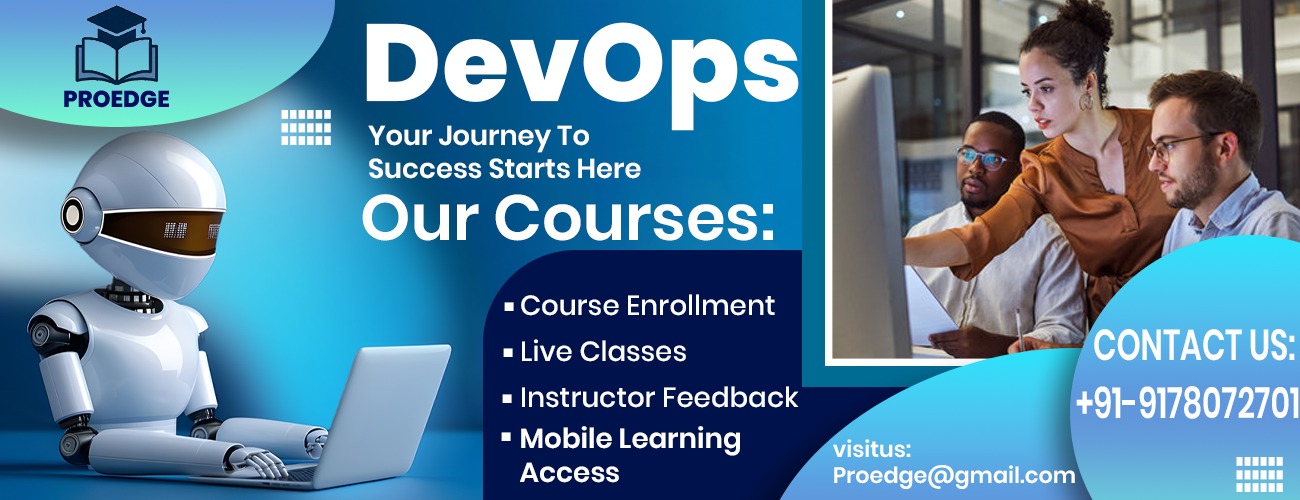 PROEDGE
DevOps
Your Journey To
Success Starts Here
Our Courses:
Course Enrollment
Live Classes
Instructor Feedback
Mobile Learning
Access
visitus:
Proedge@gmail.com
CONTACT US:
+91-9178072701